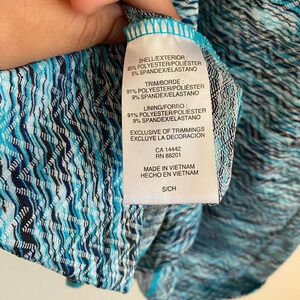 SHELL/EXTERIOR :
95% POLYESTER/POLIÉSTER
5% SPANDEX/ELASTANO
TRIM/BORDE :
91% POLYESTER/POLIÉSTER
9% SPANDEX/ELASTANO
LINING/FORRO :
91% POLYESTER/POLIÉSTER
9% SPANDEX/ELASTANO
EXCLUSIVE OF TRIMMINGS
EXCLUYE LA DECORACIÓN
CA 14442
RN 88201
MADE IN VIETNAM
HECHO EN VIETNAM
S/CH